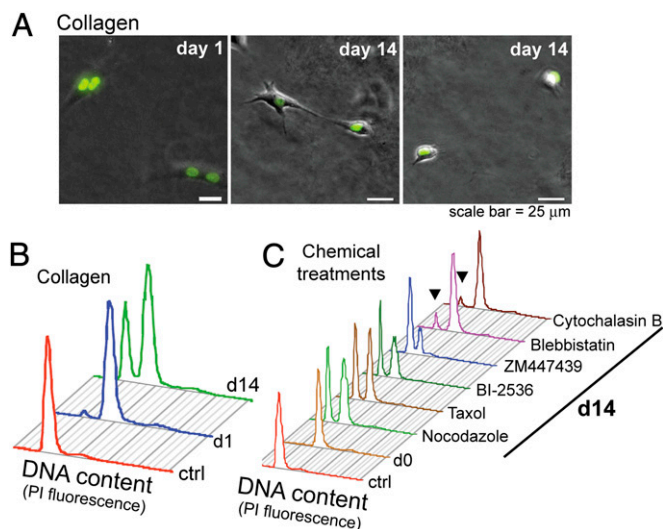 A Collagen
day 1
day 14
day 14
scale bar = 25 μm
B
Collagen
d14
d1
ctrl
DNA content
(PI fluorescence)
C
Chemical
treatments
Cytochalasin B
Blebbistatin
ZM447439
BI-2536
Taxol
Nocodazole
d0
ctrl
d14
DNA content
(PI fluorescence)